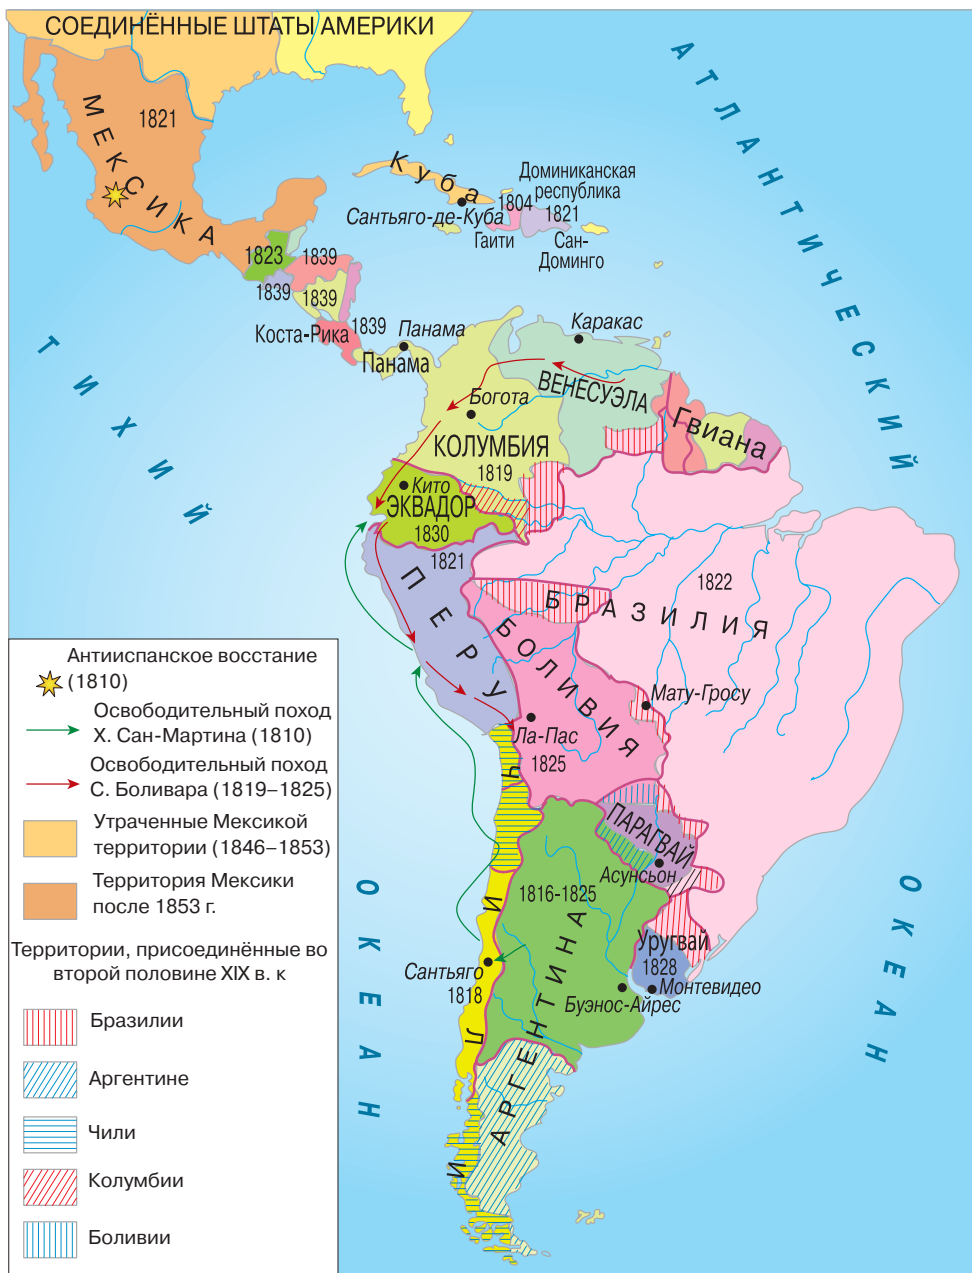 СОЕДИНЁННЫЕ ШТАТЫ АМЕРИКИ
АТЛАНТИЧЕСКИЙ
ОКЕАН
ТИХИЙ
ОКЕАН
МЕКСИКА
1821
Куба
Сантьяго-де-Куба
1804
Гаити
Доминиканская
республика
1821
Сан-
Доминго
1823
1839
1839
1839
Коста-Рика
1839
Панама
Панама
Каракас
ВЕНЕСУЭЛА
Богота
КОЛУМБИЯ
1819
Гвиана
Кито
ЭКВАДОР
1830
1821
ПЕРУ
1822
БРАЗИЛИЯ
БОЛИВИЯ
Мату-Гросу
Ла-Пас
1825
ПАРАГВАЙ
Асунсьон
1816-1825
АРГЕНТИНА
Уругвай
1828
Монтевидео
Буэнос-Айрес
Сантьяго
1818
ЧИЛИ
Антииспанское восстание
(1810)
Освободительный поход
Х. Сан-Мартина (1810)
Освободительный поход
С. Боливара (1819–1825)
Утраченные Мексикой
территории (1846–1853)
Территория Мексики
после 1853 г.
Территории, присоединённые во
второй половине XIX в. к
Бразилии
Аргентине
Чили
Колумбии
Боливии